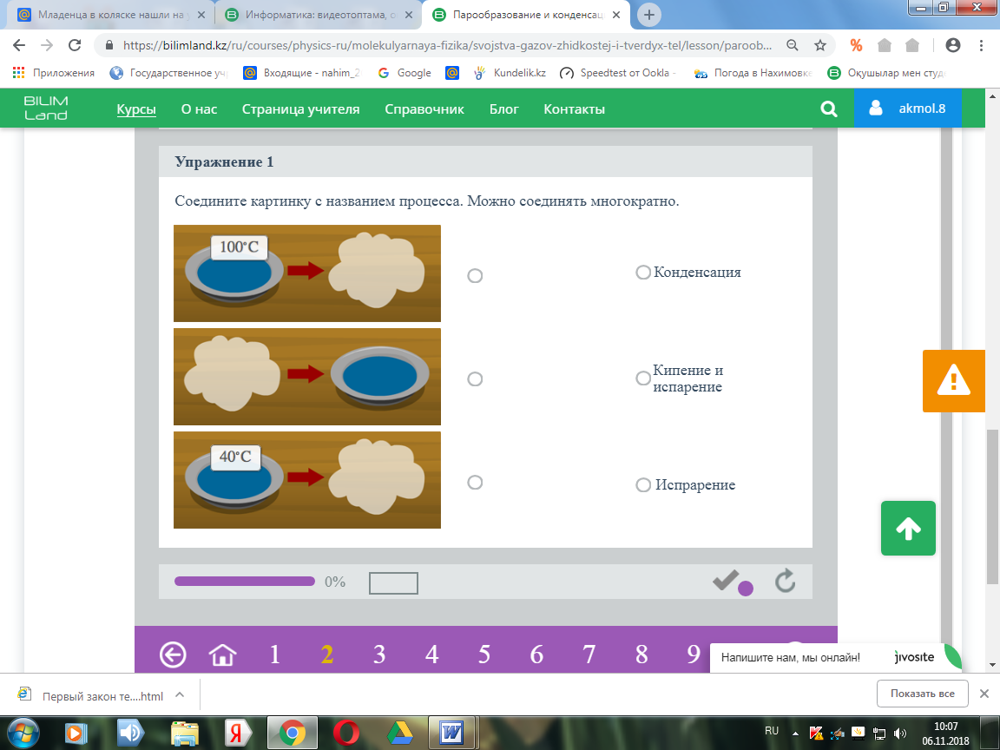 Младенца в коляске нашли на
Информатика: видеотоптама, о
Парообразование и конденсац
https://bilimland.kz/ru/courses/physics-ru/molekulyarnaya-fizika/svojstva-gazov-zhidkostej-i-tverdyx-tel/lesson/paroob...
Приложения
Государственное уч
Входящие - nahim_2
Google
Kundelik.kz
Speedtest от Ookla -
Погода в Нахимовке
Оқушылар мен студ
BILIM
Land
Курсы
О нас
Страница учителя
Справочник
Блог
Контакты
akmol.8
Упражнение 1
Соедините картинку с названием процесса. Можно соединять многократно.
100°C
Конденсация
Кипение и
испарение
40°C
Испрарение
0%
1 2 3 4 5 6 7 8 9
Напишите нам, мы онлайн!
jivosite
Первый закон те....html
Показать все
RU
10:07
06.11.2018